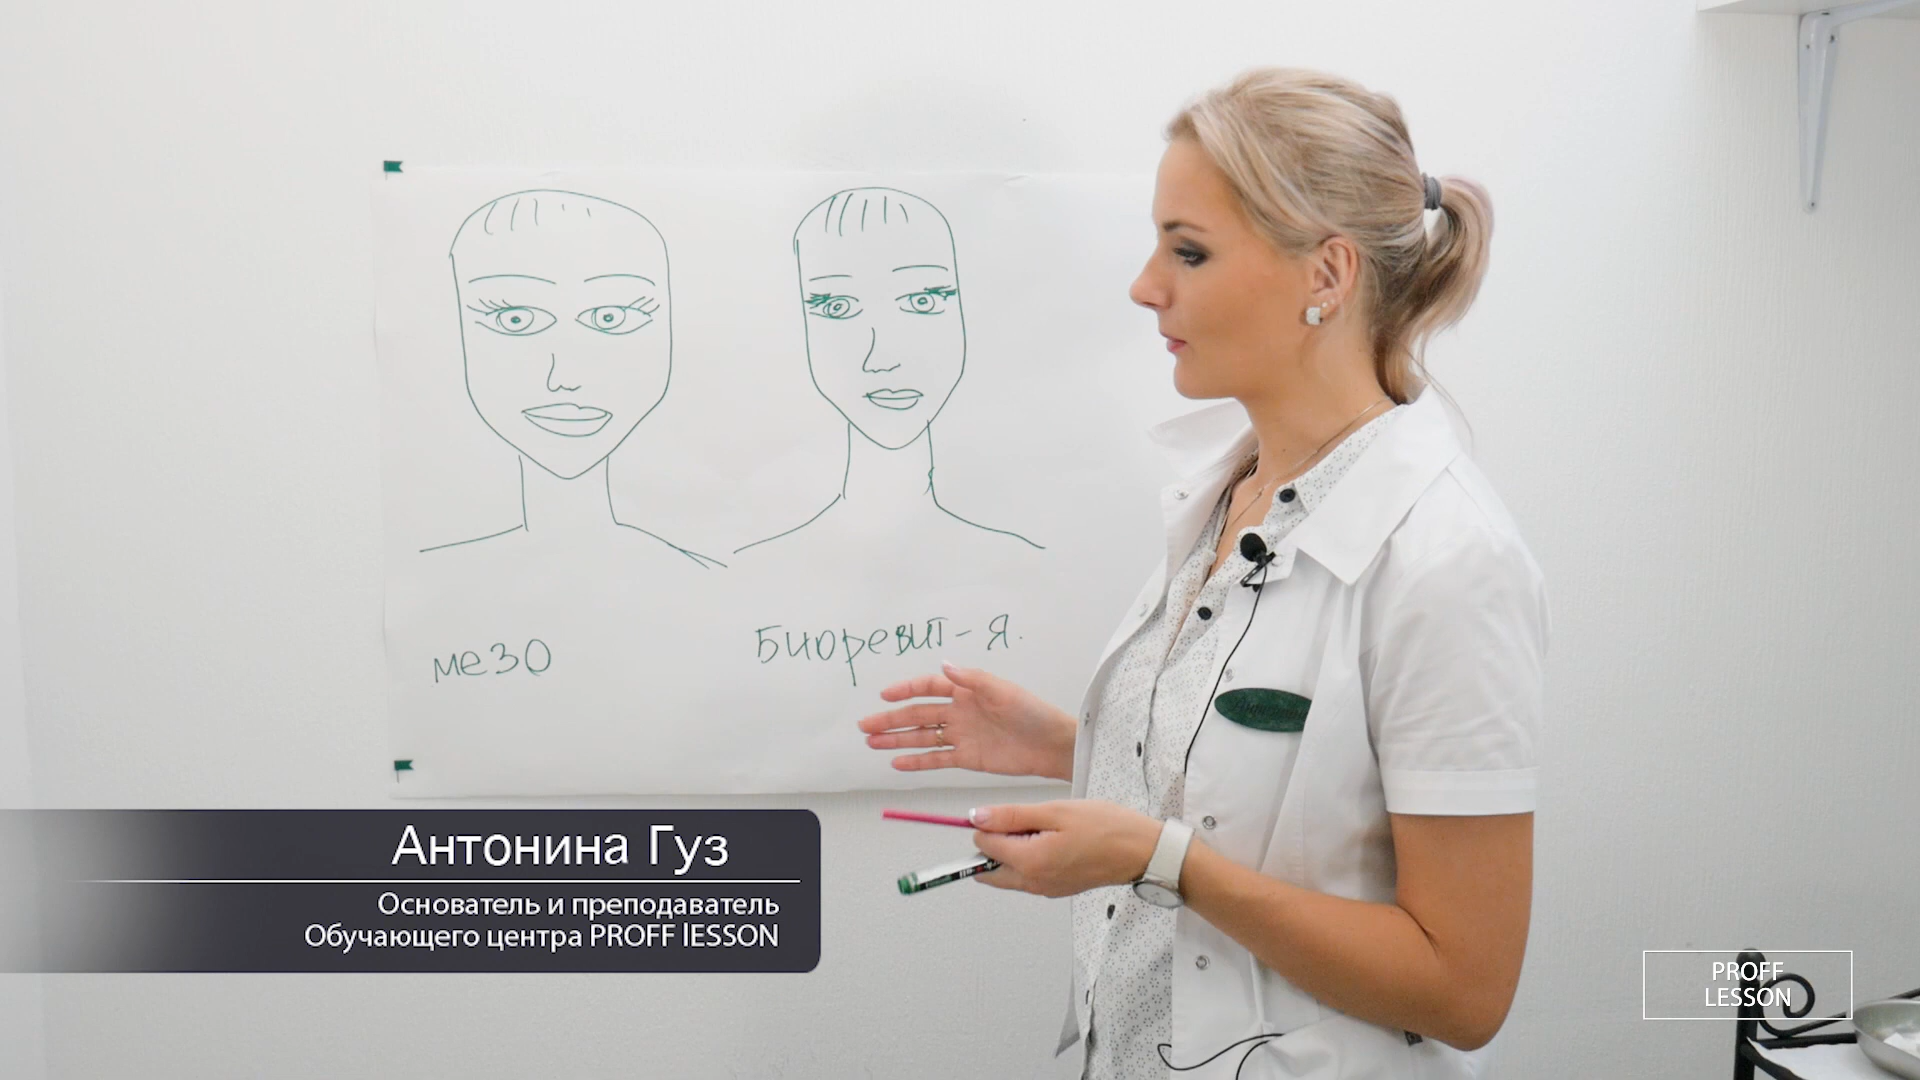 мезо
биоревит-я.
Антонина Гуз
Основатель и преподаватель
Обучающего центра PROFF lESSON
PROFF
LESSON